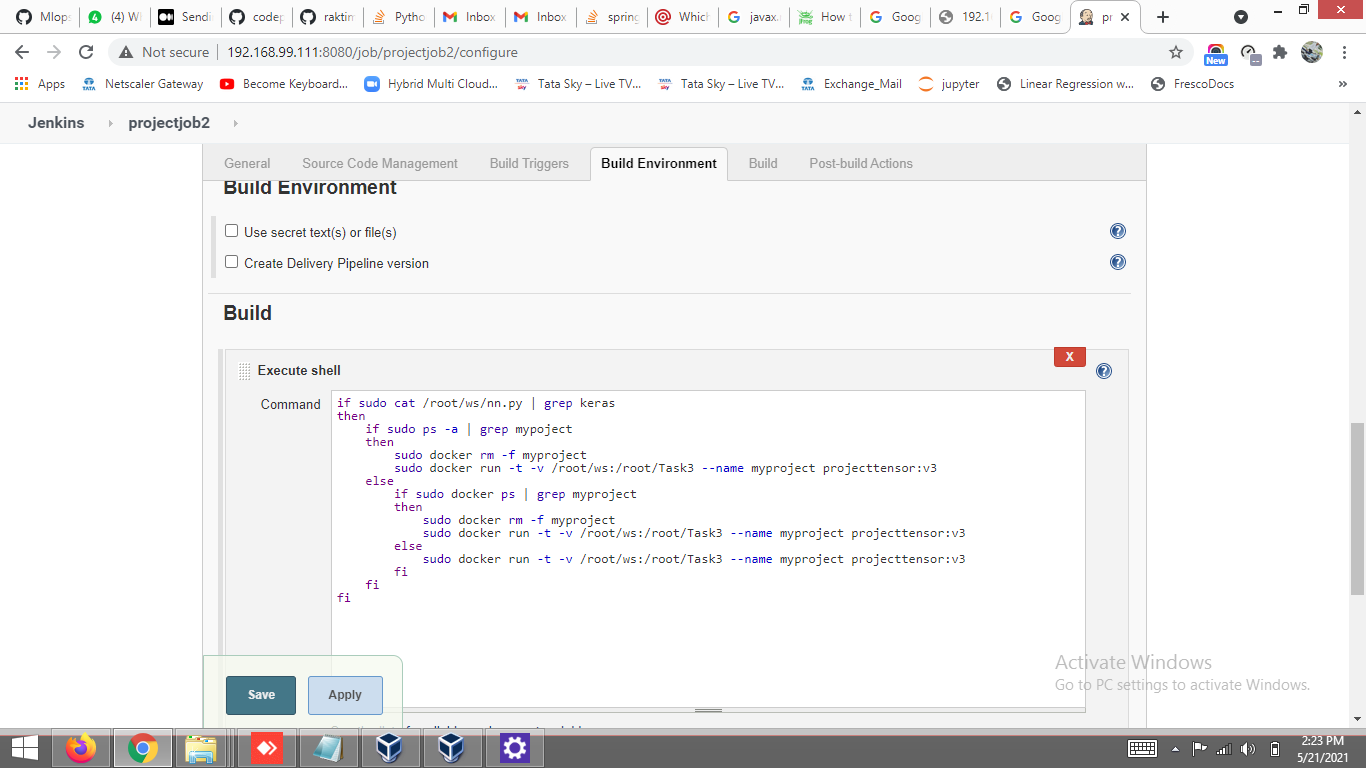 Mlops
(4) W
Sendi
codep
raktim
Pytho
Inbox
Inbox
spring
Which
javax.
How t
Goog
192.1
Goog
pr
Not secure | 192.168.99.111:8080/job/projectjob2/configure
New
Apps
Netscaler Gateway
Become Keyboard...
Hybrid Multi Cloud...
Tata Sky – Live TV...
Tata Sky – Live TV...
Exchange_Mail
jupyter
Linear Regression w...
FrescoDocs
»
Jenkins
projectjob2
General
Source Code Management
Build Triggers
Build Environment
Build
Post-build Actions
Build Environment
Use secret text(s) or file(s)
Create Delivery Pipeline version
Build
X
Execute shell
Command
if sudo cat /root/ws/nn.py | grep keras
then
    if sudo ps -a | grep mypoject
    then
        sudo docker rm -f myproject
        sudo docker run -t -v /root/ws:/root/Task3 --name myproject projecttensor:v3
    else
        if sudo docker ps | grep myproject
        then
            sudo docker rm -f myproject
            sudo docker run -t -v /root/ws:/root/Task3 --name myproject projecttensor:v3
        else
            sudo docker run -t -v /root/ws:/root/Task3 --name myproject projecttensor:v3
        fi
    fi
fi
Save
Apply
Activate Windows
Go to PC settings to activate Windows.
2:23 PM
5/21/2021